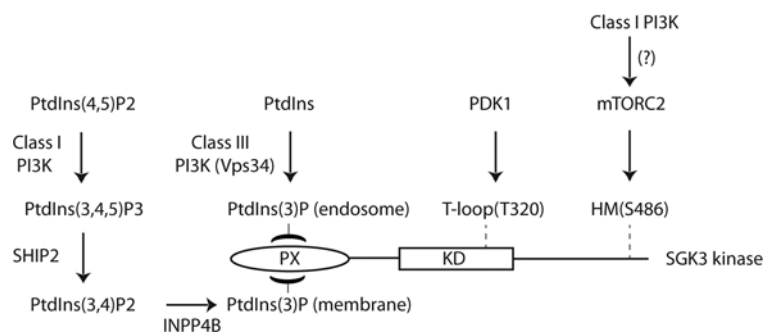 Class I PI3K
(?)
PtdIns(4,5)P2
PtdIns
PDK1
mTORC2
Class I
PI3K
Class III
PI3K (Vps34)
PtdIns(3,4,5)P3
PtdIns(3)P (endosome)
T-loop(T320)
HM(S486)
SHIP2
PX
KD
SGK3 kinase
PtdIns(3,4)P2
INPP4B
PtdIns(3)P (membrane)